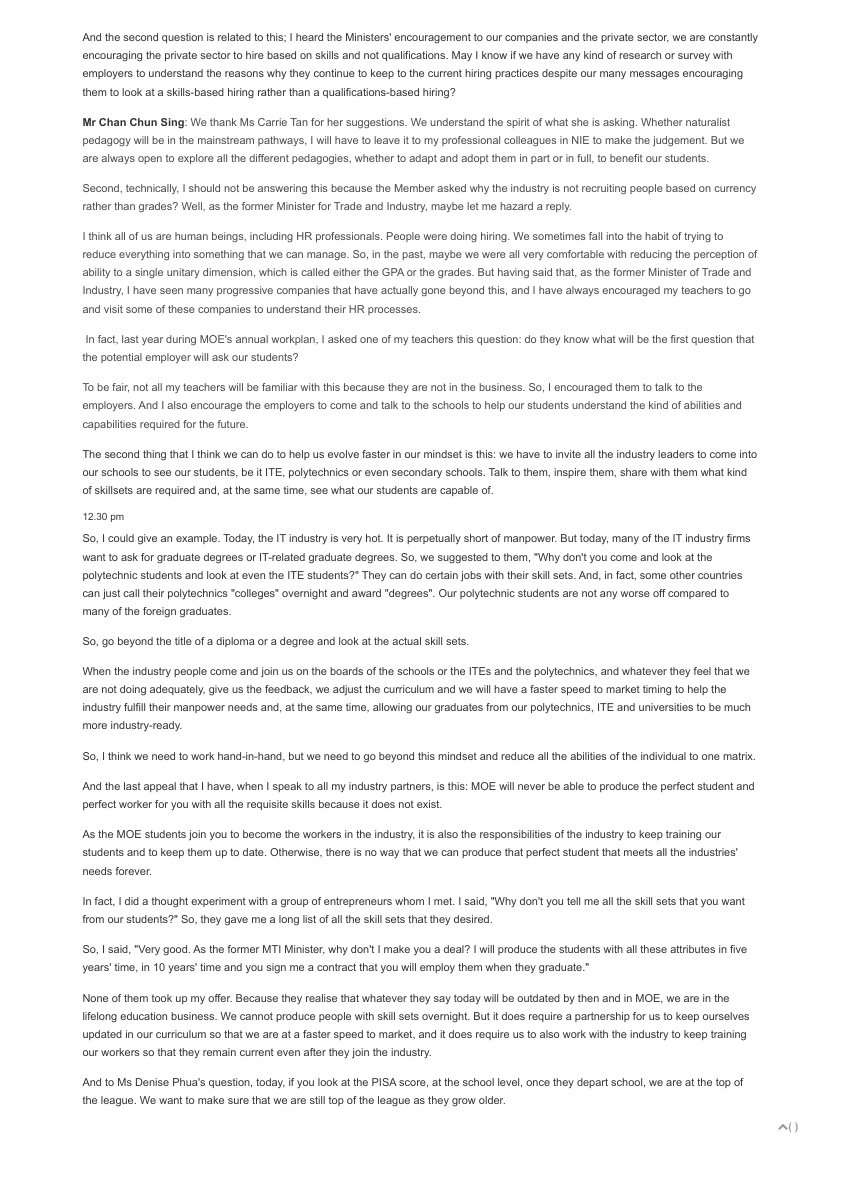 And the second question is related to this; I heard the Ministers' encouragement to our companies and the private sector, we are constantly
encouraging the private sector to hire based on skills and not qualifications. May I know if we have any kind of research or survey with
employers to understand the reasons why they continue to keep to the current hiring practices despite our many messages encouraging
them to look at a skills-based hiring rather than a qualifications-based hiring?
Mr Chan Chun Sing: We thank Ms Carrie Tan for her suggestions. We understand the spirit of what she is asking. Whether naturalist
pedagogy will be in the mainstream pathways, I will have to leave it to my professional colleagues in NIE to make the judgement. But we
are always open to explore all the different pedagogies, whether to adapt and adopt them in part or in full, to benefit our students.
Second, technically, I should not be answering this because the Member asked why the industry is not recruiting people based on currency
rather than grades? Well, as the former Minister for Trade and Industry, maybe let me hazard a reply.
I think all of us are human beings, including HR professionals. People were doing hiring. We sometimes fall into the habit of trying to
reduce everything into something that we can manage. So, in the past, maybe we were all very comfortable with reducing the perception of
ability to a single unitary dimension, which is called either the GPA or the grades. But having said that, as the former Minister of Trade and
Industry, I have seen many progressive companies that have actually gone beyond this, and I have always encouraged my teachers to go
and visit some of these companies to understand their HR processes.
In fact, last year during MOE's annual workplan, I asked one of my teachers this question: do they know what will be the first question that
the potential employer will ask our students?
To be fair, not all my teachers will be familiar with this because they are not in the business. So, I encouraged them to talk to the
employers. And I also encourage the employers to come and talk to the schools to help our students understand the kind of abilities and
capabilities required for the future.
The second thing that I think we can do to help us evolve faster in our mindset is this: we have to invite all the industry leaders to come into
our schools to see our students, be it ITE, polytechnics or even secondary schools. Talk to them, inspire them, share with them what kind
of skillsets are required and, at the same time, see what our students are capable of.
12.30 pm
So, I could give an example. Today, the IT industry is very hot. It is perpetually short of manpower. But today, many of the IT industry firms
want to ask for graduate degrees or IT-related graduate degrees. So, we suggested to them, "Why don't you come and look at the
polytechnic students and look at even the ITE students?" They can do certain jobs with their skill sets. And, in fact, some other countries
can just call their polytechnics "colleges" overnight and award "degrees". Our polytechnic students are not any worse off compared to
many of the foreign graduates.
So, go beyond the title of a diploma or a degree and look at the actual skill sets.
When the industry people come and join us on the boards of the schools or the ITEs and the polytechnics, and whatever they feel that we
are not doing adequately, give us the feedback, we adjust the curriculum and we will have a faster speed to market timing to help the
industry fulfill their manpower needs and, at the same time, allowing our graduates from our polytechnics, ITE and universities to be much
more industry-ready.
So, I think we need to work hand-in-hand, but we need to go beyond this mindset and reduce all the abilities of the individual to one matrix.
And the last appeal that I have, when I speak to all my industry partners, is this: MOE will never be able to produce the perfect student and
perfect worker for you with all the requisite skills because it does not exist.
As the MOE students join you to become the workers in the industry, it is also the responsibilities of the industry to keep training our
students and to keep them up to date. Otherwise, there is no way that we can produce that perfect student that meets all the industries'
needs forever.
In fact, I did a thought experiment with a group of entrepreneurs whom I met. I said, "Why don't you tell me all the skill sets that you want
from our students?" So, they gave me a long list of all the skill sets that they desired.
So, I said, "Very good. As the former MTI Minister, why don't I make you a deal? I will produce the students with all these attributes in five
years' time, in 10 years' time and you sign me a contract that you will employ them when they graduate."
None of them took up my offer. Because they realise that whatever they say today will be outdated by then and in MOE, we are in the
lifelong education business. We cannot produce people with skill sets overnight. But it does require a partnership for us to keep ourselves
updated in our curriculum so that we are at a faster speed to market, and it does require us to also work with the industry to keep training
our workers so that they remain current even after they join the industry.
And to Ms Denise Phua's question, today, if you look at the PISA score, at the school level, once they depart school, we are at the top of
the league. We want to make sure that we are still top of the league as they grow older.
( )